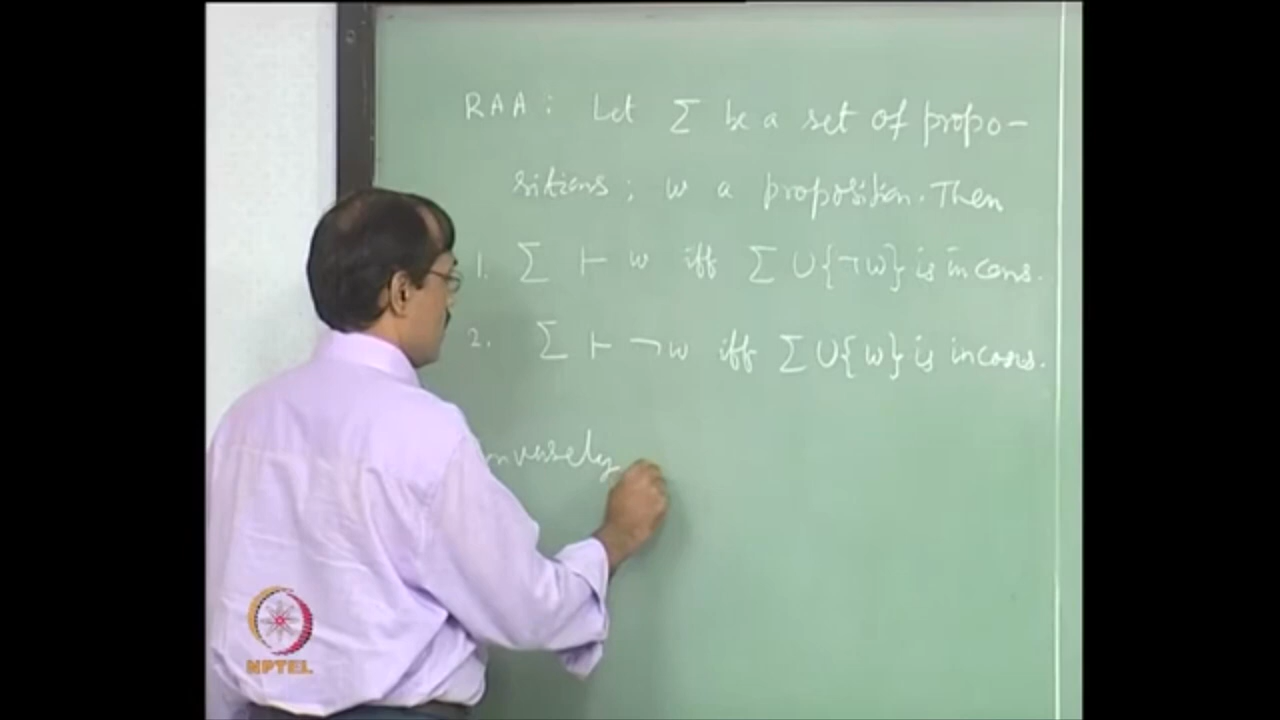 RAA : Let Σ be a set of propo-
sitions ; w a proposition. Then
1. Σ ⊢ w iff Σ ∪ {¬w} is incons.
2. Σ ⊢ ¬w iff Σ ∪ {w} is incons.
nversely
NPTEL